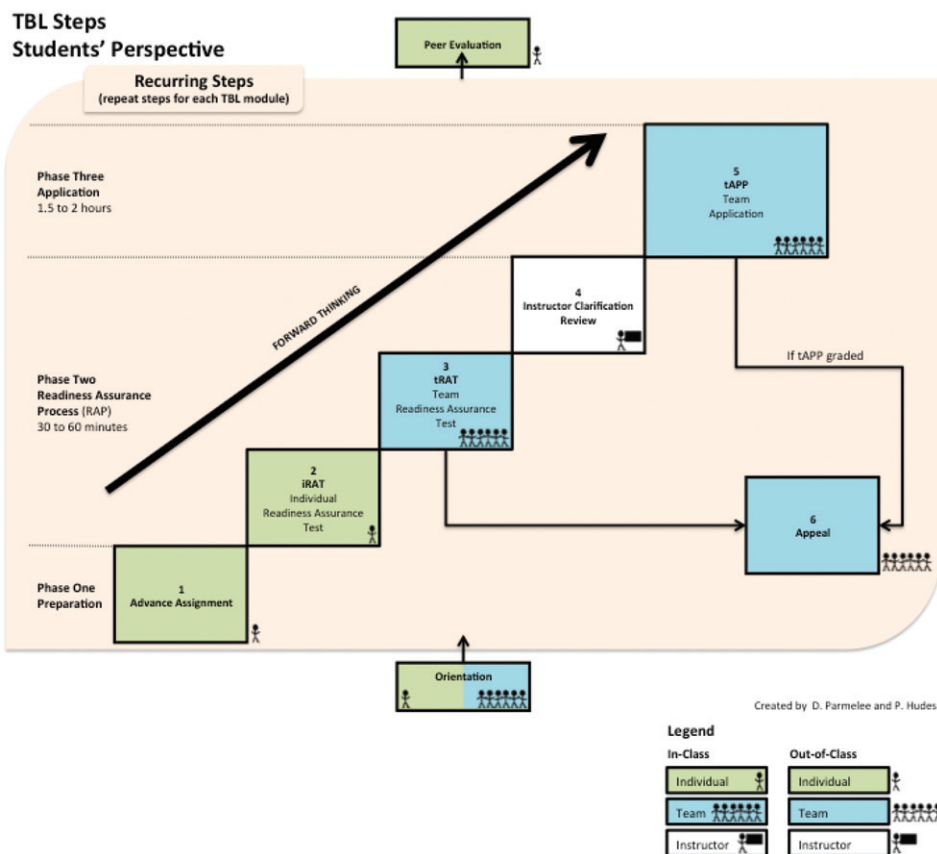 TBL Steps
Students' Perspective
Peer Evaluation
Recurring Steps
(repeat steps for each TBL module)
Phase Three
Application
1.5 to 2 hours
5
tAPP
Team
Application
FORWARD THINKING
4
Instructor Clarification
Review
If tAPP graded
Phase Two
Readiness Assurance
Process (RAP)
30 to 60 minutes
3
tRAT
Team
Readiness Assurance
Test
2
iRAT
Individual
Readiness Assurance
Test
6
Appeal
Phase One
Preparation
1
Advance Assignment
Orientation
Created by D. Parmelee and P. Hudes
Legend
In-Class
Out-of-Class
Individual
Individual
Team
Team
Instructor
Instructor